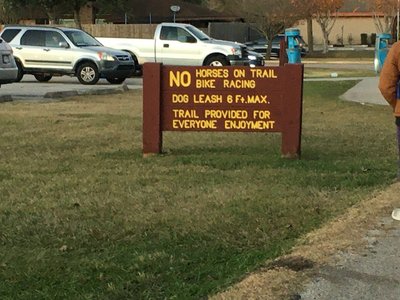 NO HORSES ON TRAIL
BIKE RACING
DOG LEASH 6 FT. MAX.
TRAIL PROVIDED FOR
EVERYONE ENJOYMENT